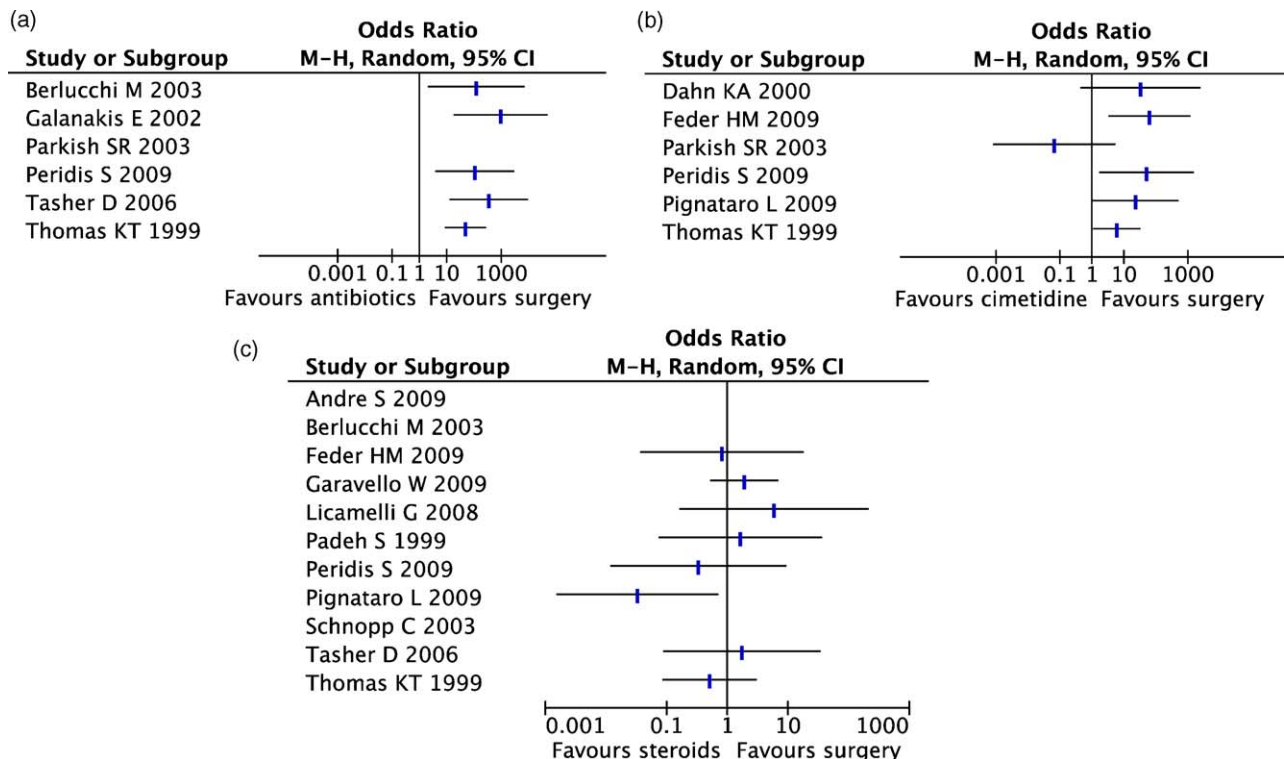 (a)
Odds Ratio
Study or Subgroup M-H, Random, 95% CI
Berlucchi M 2003
Galanakis E 2002
Parkish SR 2003
Peridis S 2009
Tasher D 2006
Thomas KT 1999
0.001 0.1 1 10 1000
Favours antibiotics Favours surgery
(b)
Odds Ratio
Study or Subgroup M-H, Random, 95% CI
Dahn KA 2000
Feder HM 2009
Parkish SR 2003
Peridis S 2009
Pignataro L 2009
Thomas KT 1999
0.001 0.1 1 10 1000
Favours cimetidine Favours surgery
(c)
Odds Ratio
Study or Subgroup M-H, Random, 95% CI
Andre S 2009
Berlucchi M 2003
Feder HM 2009
Garavello W 2009
Licamelli G 2008
Padeh S 1999
Peridis S 2009
Pignataro L 2009
Schnopp C 2003
Tasher D 2006
Thomas KT 1999
0.001 0.1 1 10 1000
Favours steroids Favours surgery